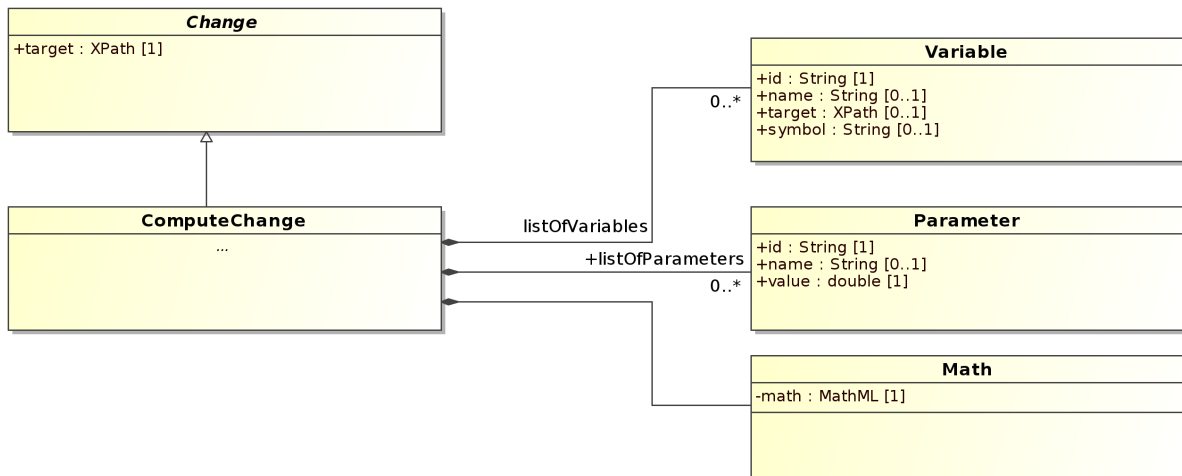 Change
+target : XPath [1]
Variable
+id : String [1]
+name : String [0..1]
+target : XPath [0..1]
+symbol : String [0..1]
0..*
ComputeChange
...
listOfVariables
+listOfParameters
0..*
Parameter
+id : String [1]
+name : String [0..1]
+value : double [1]
Math
-math : MathML [1]